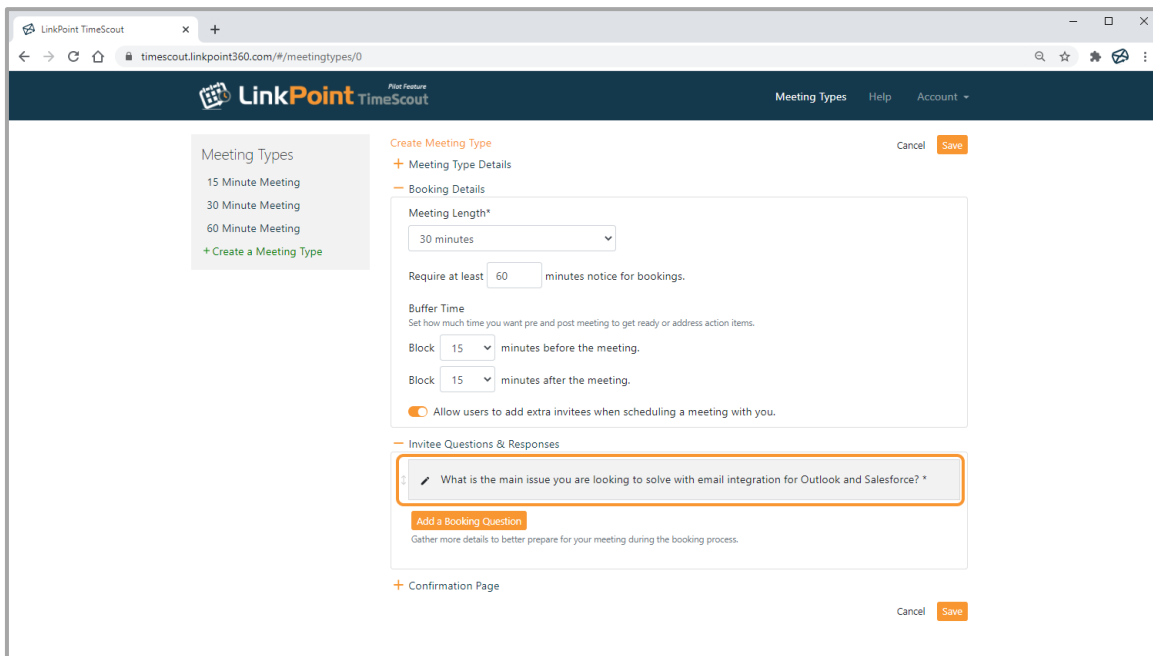 LinkPoint TimeScout
timescout.linkpoint360.com/#/meetingtypes/0
LinkPoint TimeScout
Pilot Feature
Meeting Types Help Account
Meeting Types
15 Minute Meeting
30 Minute Meeting
60 Minute Meeting
+ Create a Meeting Type
Create Meeting Type
Cancel Save
+ Meeting Type Details
− Booking Details
Meeting Length*
30 minutes
Require at least 60 minutes notice for bookings.
Buffer Time
Set how much time you want pre and post meeting to get ready or address action items.
Block 15 minutes before the meeting.
Block 15 minutes after the meeting.
Allow users to add extra invitees when scheduling a meeting with you.
− Invitee Questions & Responses
What is the main issue you are looking to solve with email integration for Outlook and Salesforce? *
Add a Booking Question
Gather more details to better prepare for your meeting during the booking process.
+ Confirmation Page
Cancel Save